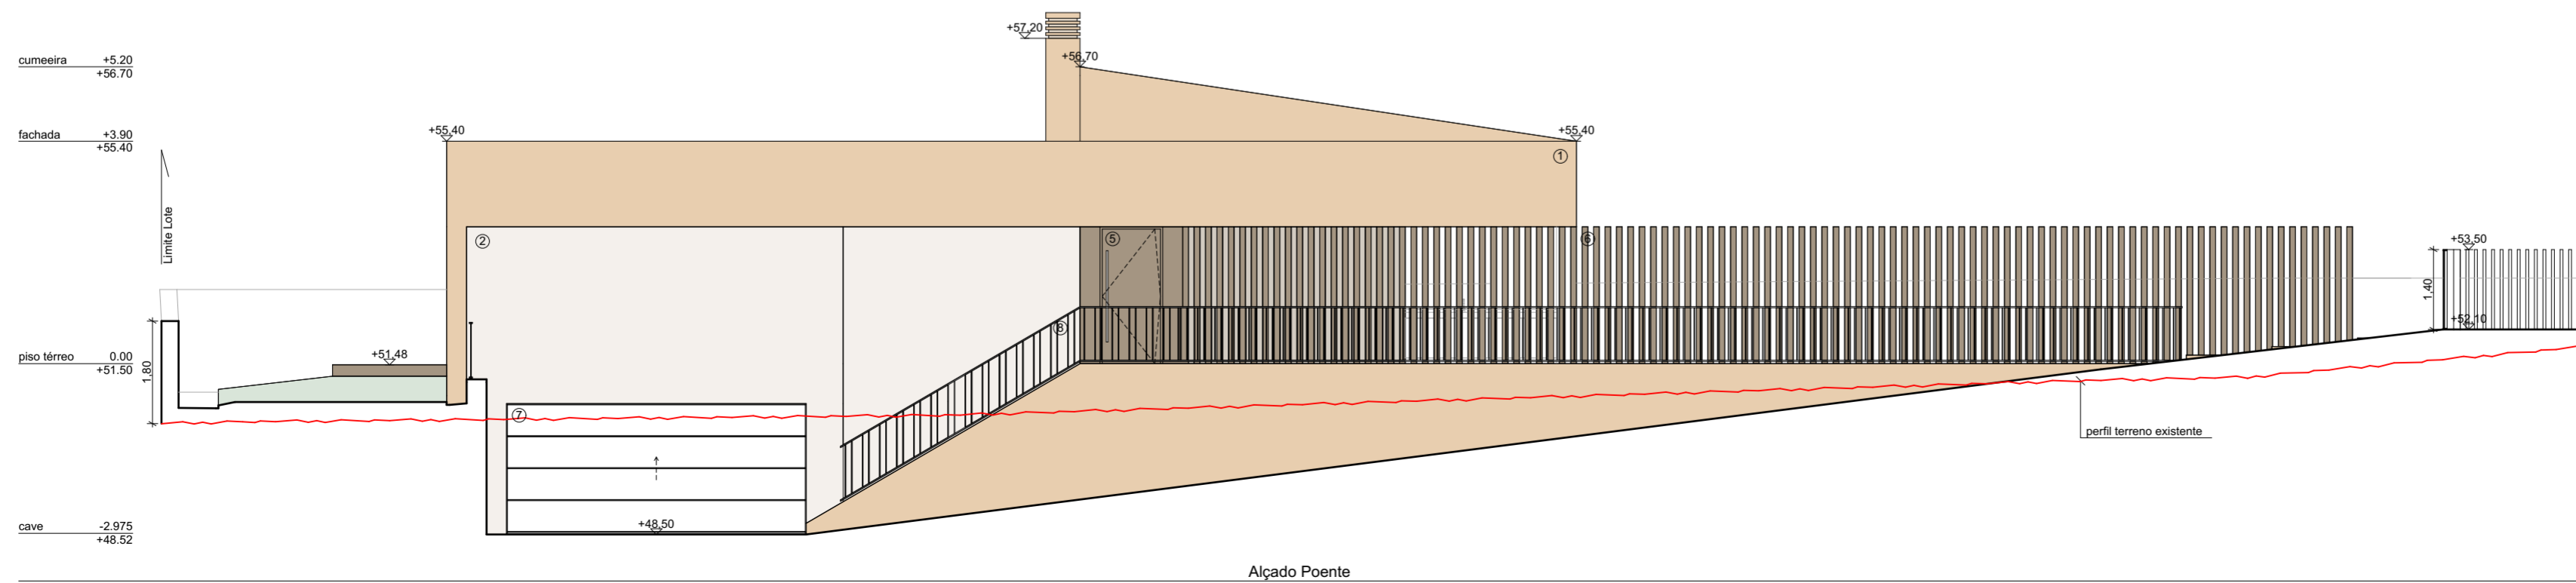 +57,20
cumeeira +5.20
+56.70
+56,70
fachada +3.90
+55.40
+55,40
+55,40
1
Limite Lote
2
5
6
+53,50
1,40
+52,10
8
piso térreo 0.00
+51.50
+51,48
1,80
7
perfil terreno existente
cave -2.975
+48.52
+48,50
Alçado Poente